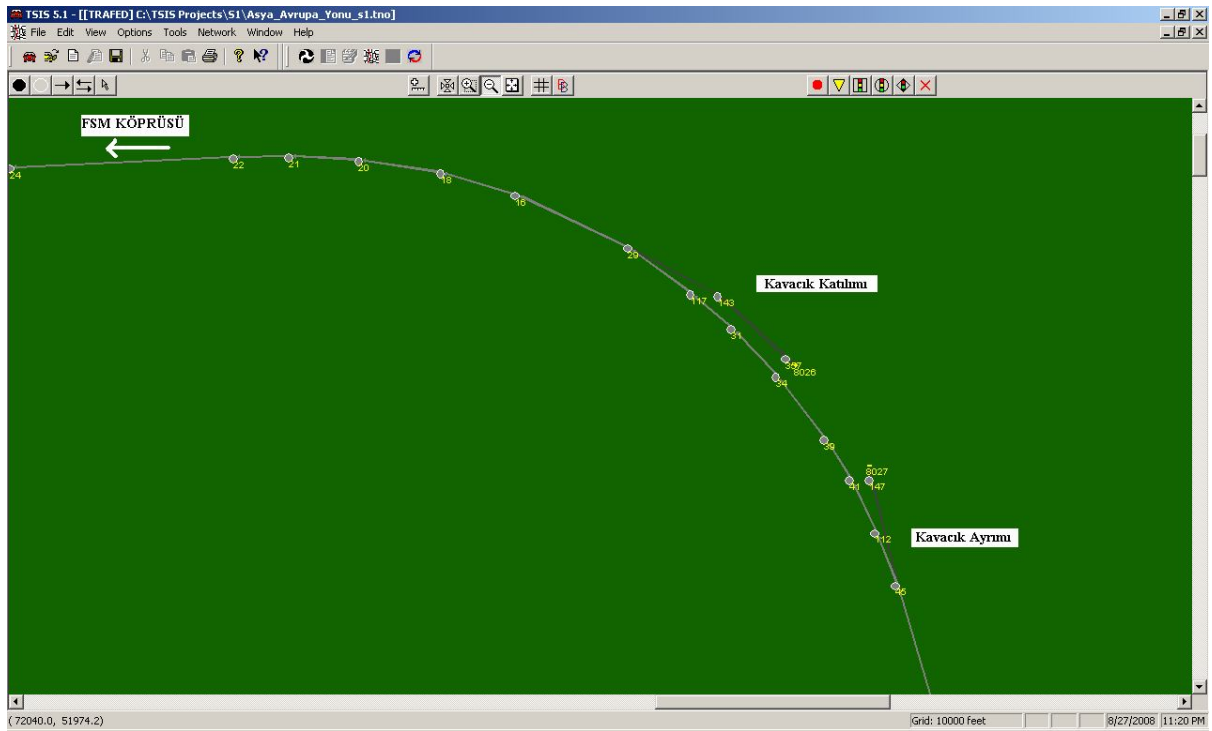 TSIS 5.1 - [[TRAFED] C:\TSIS Projects\S1\Asya_Avrupa_Yonu_s1.tno]
File Edit View Options Tools Network Window Help
FSM KÖPRÜSÜ
24
22
21
20
18
16
29
Kavacık Katılımı
117
143
31
8026
34
39
8027
41
147
112
Kavacık Ayrımı
45
( 72040.0, 51974.2)
Grid: 10000 feet
8/27/2008
11:20 PM